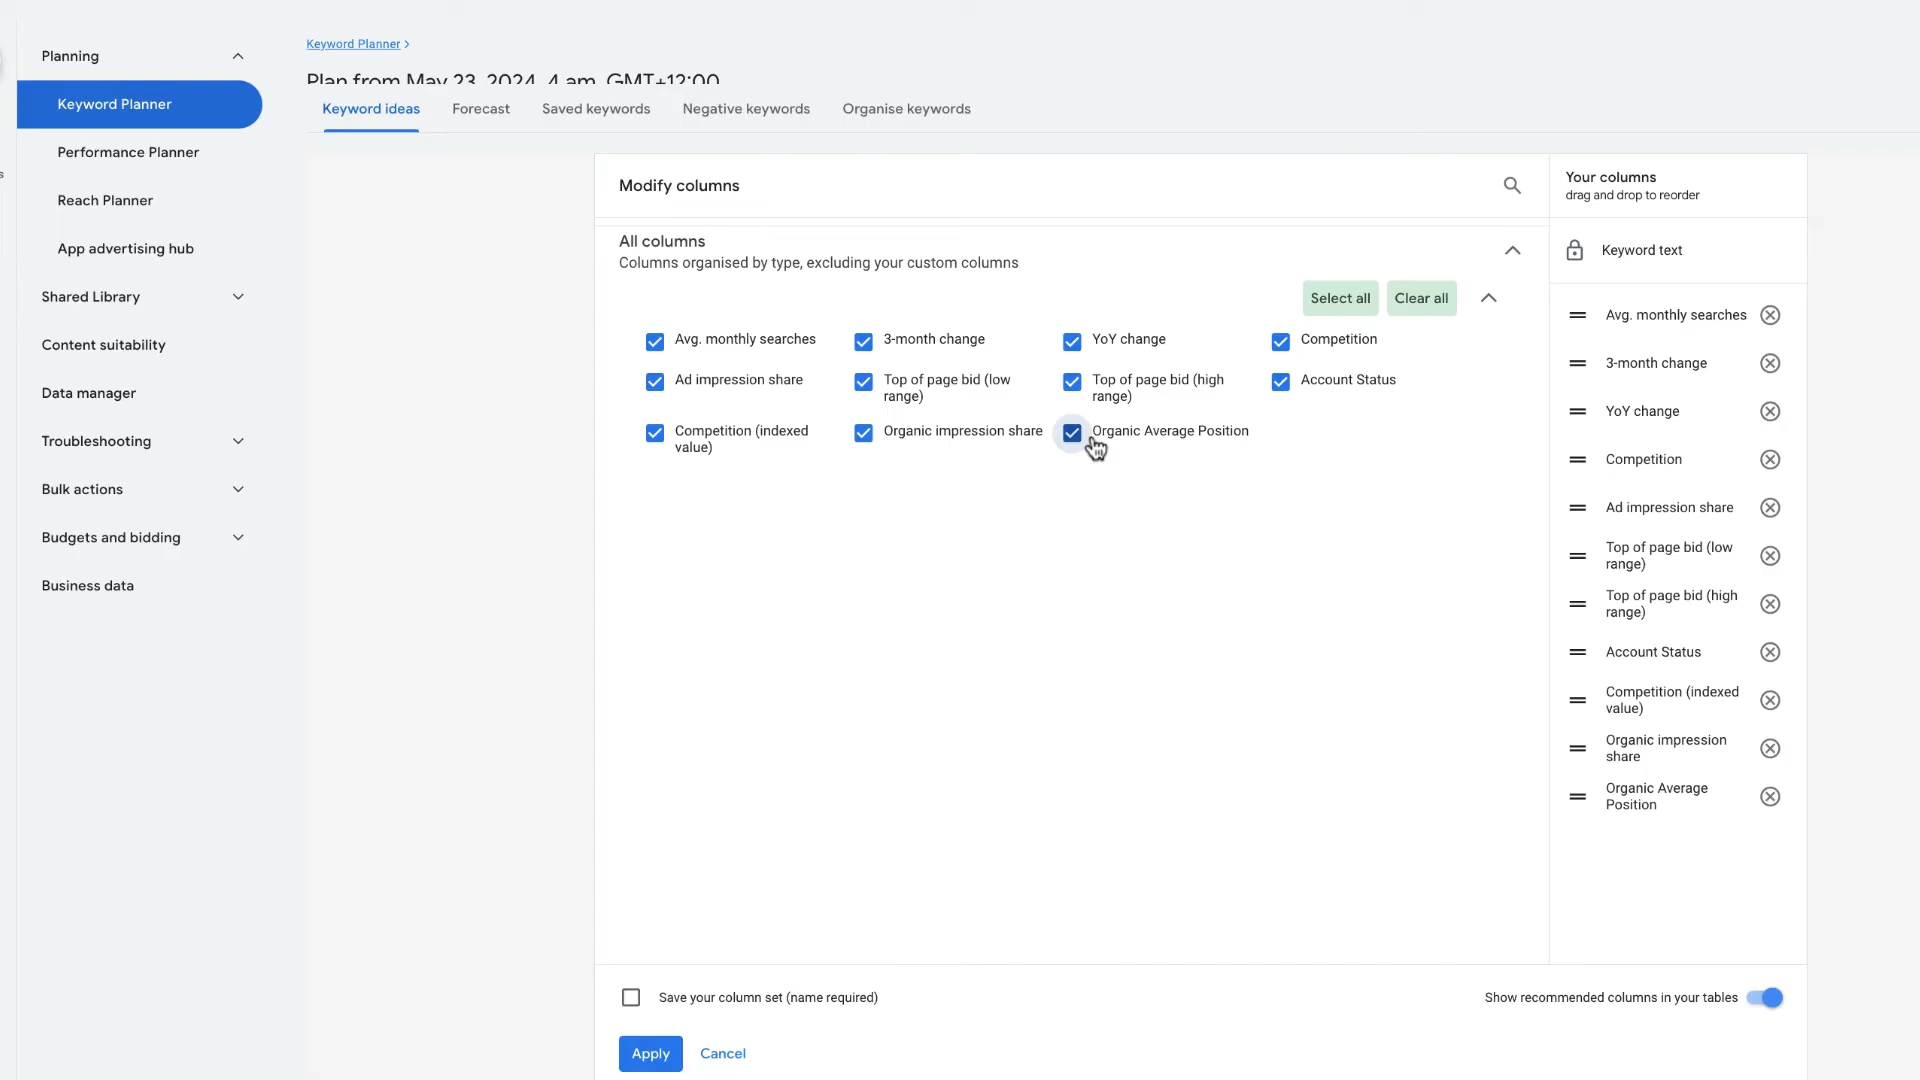 Planning
Keyword Planner
Performance Planner
Reach Planner
App advertising hub
Shared Library
Content suitability
Data manager
Troubleshooting
Bulk actions
Budgets and bidding
Business data
s
Keyword Planner
Plan from May 23, 2024, 4 am, GMT+12:00
Keyword ideas Forecast Saved keywords Negative keywords Organise keywords
Modify columns
All columns
Columns organised by type, excluding your custom columns
Select all Clear all
Avg. monthly searches 3-month change YoY change Competition
Ad impression share
Top of page bid (low
range)
Top of page bid (high
range)
Account Status
Competition (indexed
value)
Organic impression share
Organic Average Position
Your columns
drag and drop to reorder
Keyword text
Avg. monthly searches
3-month change
YoY change
Competition
Ad impression share
Top of page bid (low
range)
Top of page bid (high
range)
Account Status
Competition (indexed
value)
Organic impression
share
Organic Average
Position
Save your column set (name required)
Show recommended columns in your tables
Apply Cancel